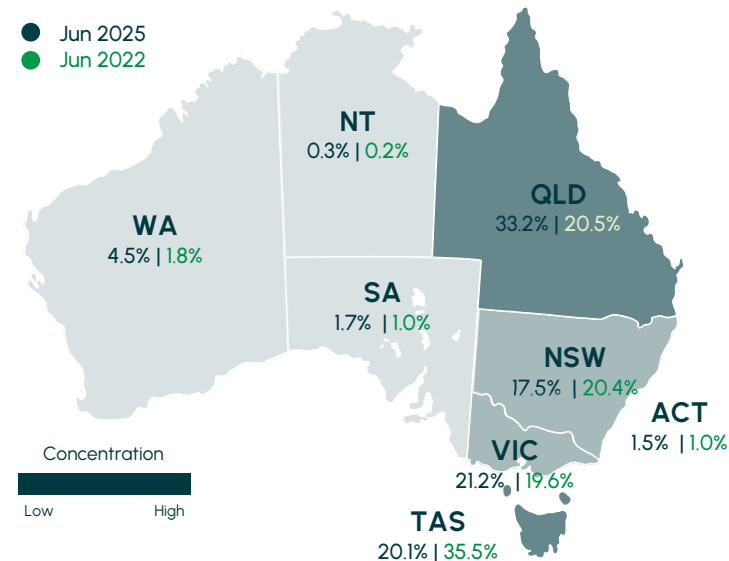 Jun 2025
Jun 2022
NT
0.3% | 0.2%
QLD
33.2% | 20.5%
WA
4.5% | 1.8%
SA
1.7% | 1.0%
NSW
17.5% | 20.4%
ACT
1.5% | 1.0%
VIC
21.2% | 19.6%
TAS
20.1% | 35.5%
Concentration
Low High